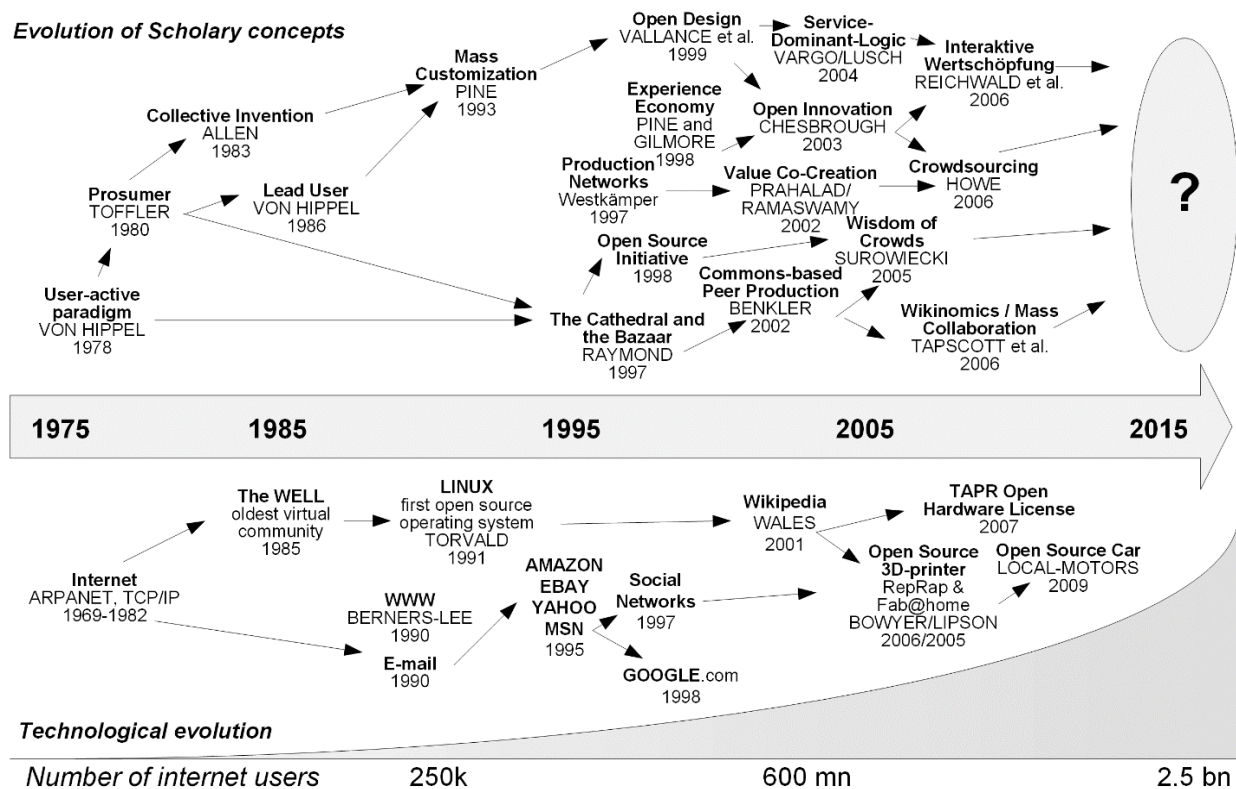 Evolution of Scholary concepts
User-active
paradigm
VON HIPPEL
1978
Prosumer
TOFFLER
1980
Collective Invention
ALLEN
1983
Lead User
VON HIPPEL
1986
Mass
Customization
PINE
1993
Open Design
VALLANCE et al.
1999
Experience
Economy
PINE and
GILMORE
1998
Production
Networks
Westkämper
1997
Open Source
Initiative
1998
The Cathedral and
the Bazaar
RAYMOND
1997
Service-
Dominant-Logic
VARGO/LUSCH
2004
Open Innovation
CHESBROUGH
2003
Value Co-Creation
PRAHALAD/
RAMASWAMY
2002
Wisdom of
Crowds
SUROWIECKI
2005
Commons-based
Peer Production
BENKLER
2002
Interaktive
Wertschöpfung
REICHWALD et al.
2006
Crowdsourcing
HOWE
2006
Wikinomics / Mass
Collaboration
TAPSCOTT et al.
2006
?
1975 1985 1995 2005 2015
Internet
ARPANET, TCP/IP
1969-1982
The WELL
oldest virtual
community
1985
LINUX
first open source
operating system
TORVALD
1991
WWW
BERNERS-LEE
1990
E-mail
1990
AMAZON
EBAY
YAHOO
MSN
1995
Social
Networks
1997
GOOGLE.com
1998
Wikipedia
WALES
2001
TAPR Open
Hardware License
2007
Open Source
3D-printer
RepRap &
Fab@home
BOWYER/LIPSON
2006/2005
Open Source Car
LOCAL-MOTORS
2009
Technological evolution
Number of internet users 250k 600 mn 2.5 bn